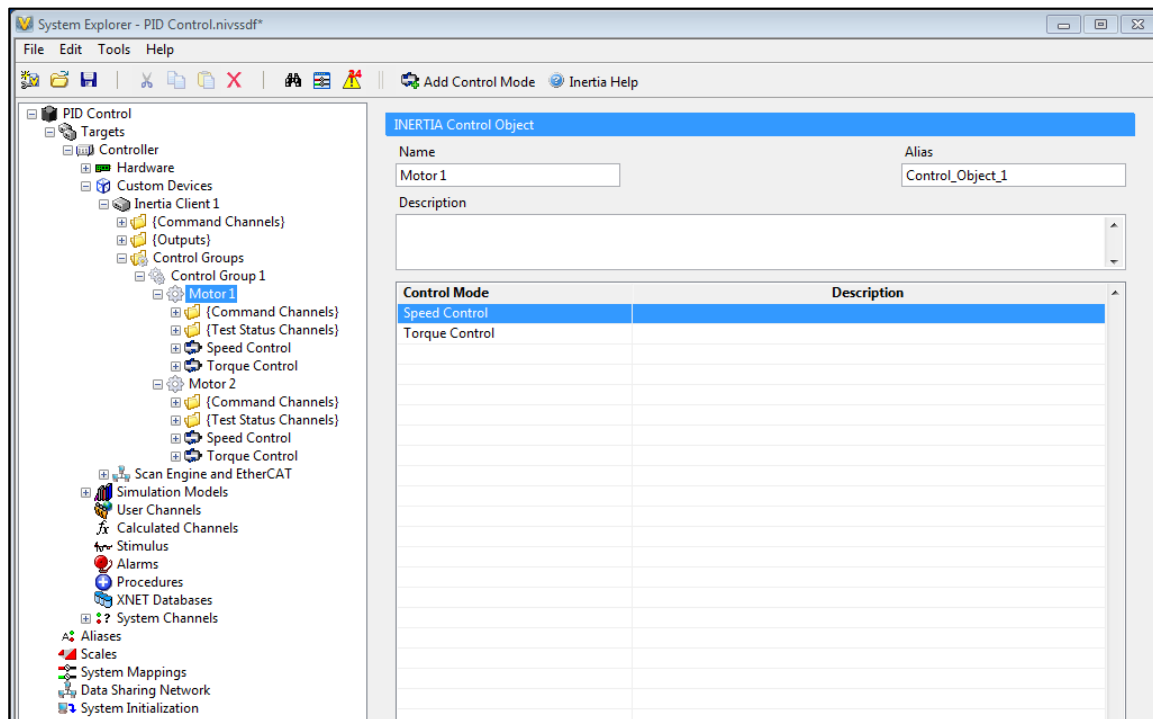 System Explorer - PID Control.nivssdf*
File Edit Tools Help
24 Add Control Mode Inertia Help
PID Control
Targets
Controller
Hardware
Custom Devices
Inertia Client 1
{Command Channels}
{Outputs}
Control Groups
Control Group 1
Motor 1
{Command Channels}
{Test Status Channels}
Speed Control
Torque Control
Motor 2
{Command Channels}
{Test Status Channels}
Speed Control
Torque Control
Scan Engine and EtherCAT
Simulation Models
User Channels
fx Calculated Channels
Stimulus
Alarms
Procedures
XNET Databases
System Channels
Aliases
Scales
System Mappings
Data Sharing Network
System Initialization
INERTIA Control Object
Name Alias
Motor 1 Control_Object_1
Description
Control Mode Description
Speed Control
Torque Control